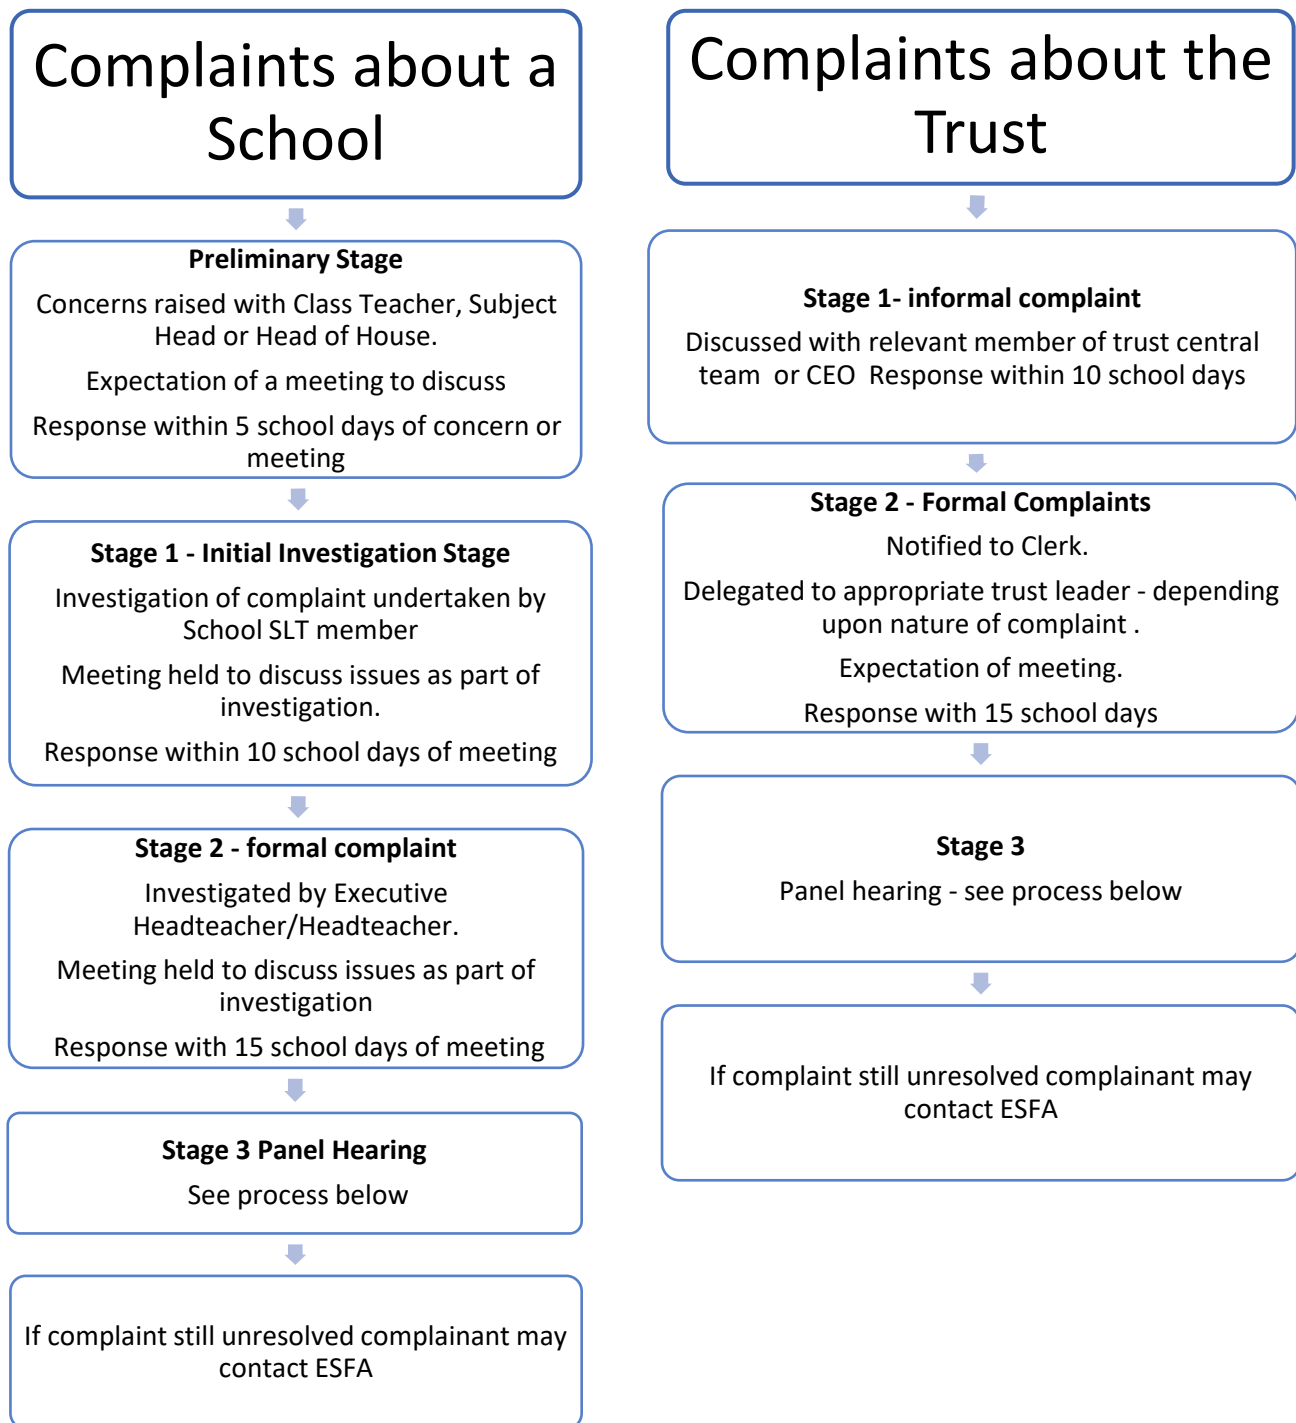 Complaints about a
School
Preliminary Stage
Concerns raised with Class Teacher, Subject
Head or Head of House.
Expectation of a meeting to discuss
Response within 5 school days of concern or
meeting
Stage 1 - Initial Investigation Stage
Investigation of complaint undertaken by
School SLT member
Meeting held to discuss issues as part of
investigation.
Response within 10 school days of meeting
Stage 2 - formal complaint
Investigated by Executive
Headteacher/Headteacher.
Meeting held to discuss issues as part of
investigation
Response with 15 school days of meeting
Stage 3 Panel Hearing
See process below
If complaint still unresolved complainant may
contact ESFA
Complaints about the
Trust
Stage 1- informal complaint
Discussed with relevant member of trust central
team  or CEO  Response within 10 school days
Stage 2 - Formal Complaints
Notified to Clerk.
Delegated to appropriate trust leader - depending
upon nature of complaint .
Expectation of meeting.
Response with 15 school days
Stage 3
Panel hearing - see process below
If complaint still unresolved complainant may
contact ESFA